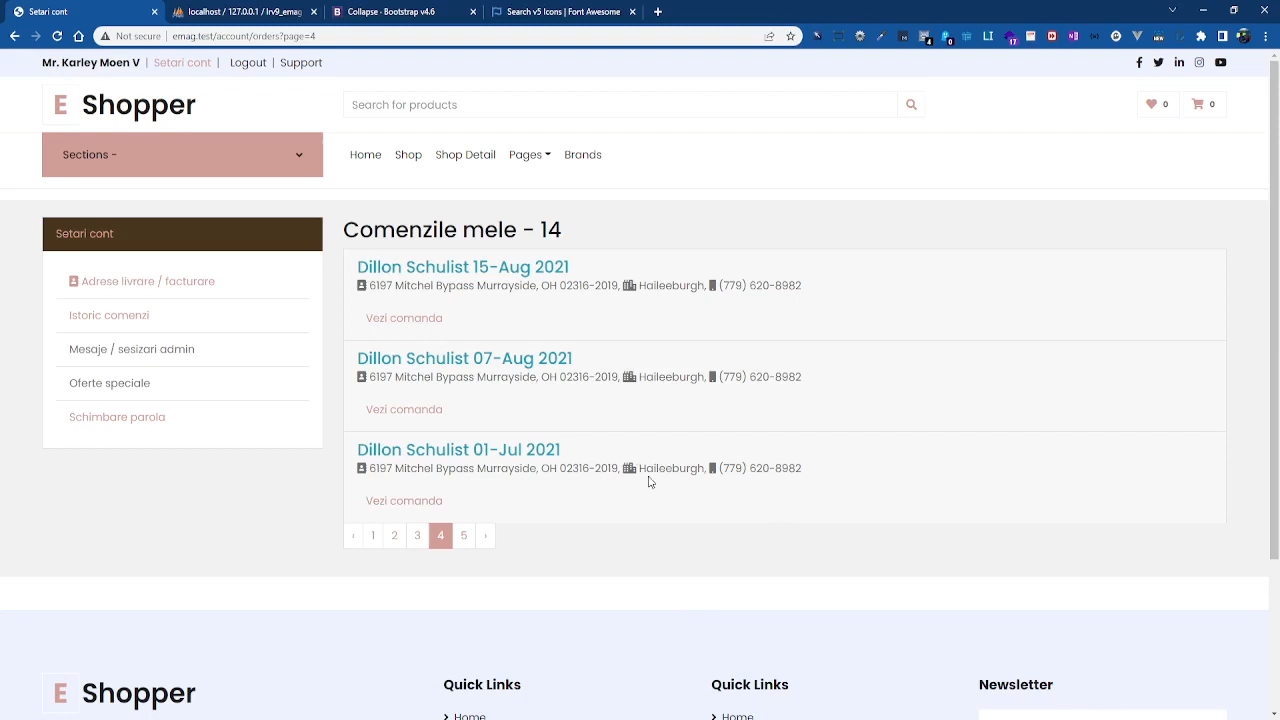 Setari cont
localhost / 127.0.0.1 / lrv9_emag
Collapse · Bootstrap v4.6
Search v5 Icons | Font Awesome
Not secure | emag.test/account/orders?page=4
Mr. Karley Moen V | Setari cont | Logout | Support
E Shopper
Search for products
0
0
Sections -
Home Shop Shop Detail Pages Brands
Setari cont
Adrese livrare / facturare
Istoric comenzi
Mesaje / sesizari admin
Oferte speciale
Schimbare parola
Comenzile mele - 14
Dillon Schulist 15-Aug 2021
6197 Mitchel Bypass Murrayside, OH 02316-2019, Haileeburgh, (779) 620-8982
Vezi comanda
Dillon Schulist 07-Aug 2021
6197 Mitchel Bypass Murrayside, OH 02316-2019, Haileeburgh, (779) 620-8982
Vezi comanda
Dillon Schulist 01-Jul 2021
6197 Mitchel Bypass Murrayside, OH 02316-2019, Haileeburgh, (779) 620-8982
Vezi comanda
‹ 1 2 3 4 5 ›
E Shopper
Quick Links
Home
Quick Links
Home
Newsletter